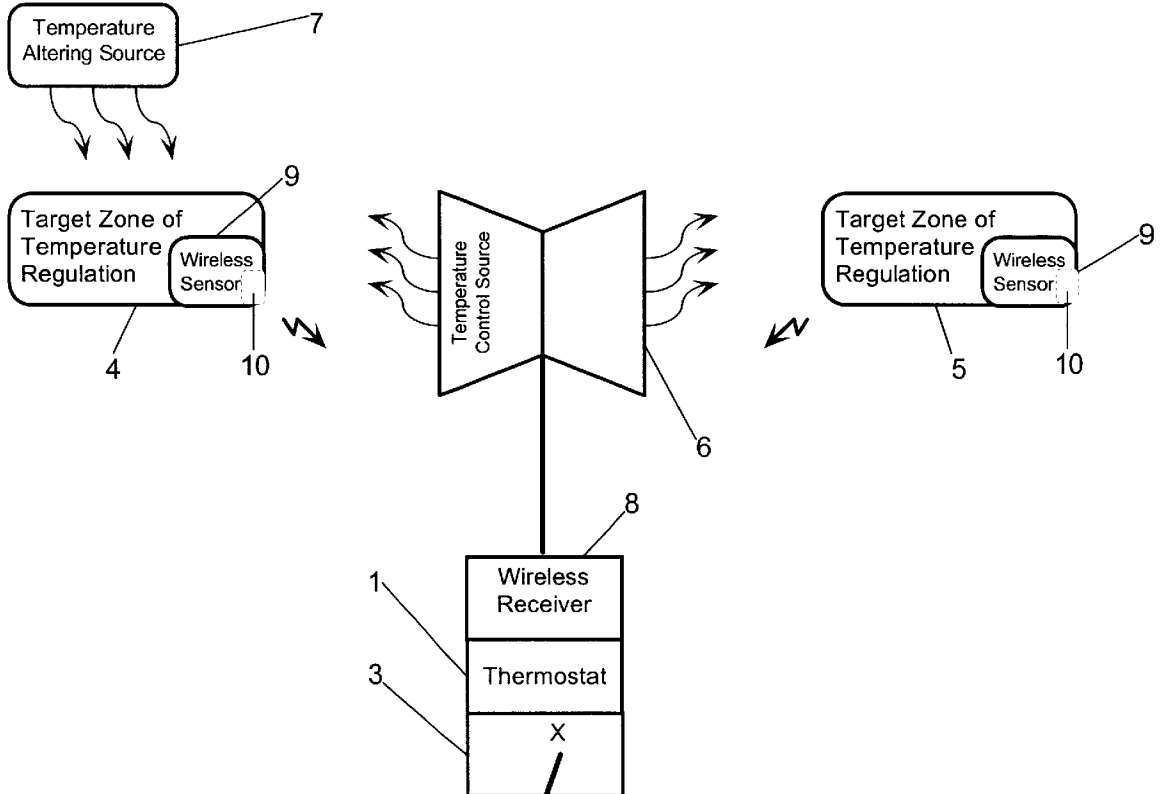 Temperature
Altering Source
7
9
Target Zone of
Temperature
Regulation
Wireless
Sensor
4
10
Temperature
Control Source
6
Target Zone of
Temperature
Regulation
Wireless
Sensor
9
5
10
8
Wireless
Receiver
1
Thermostat
3
X